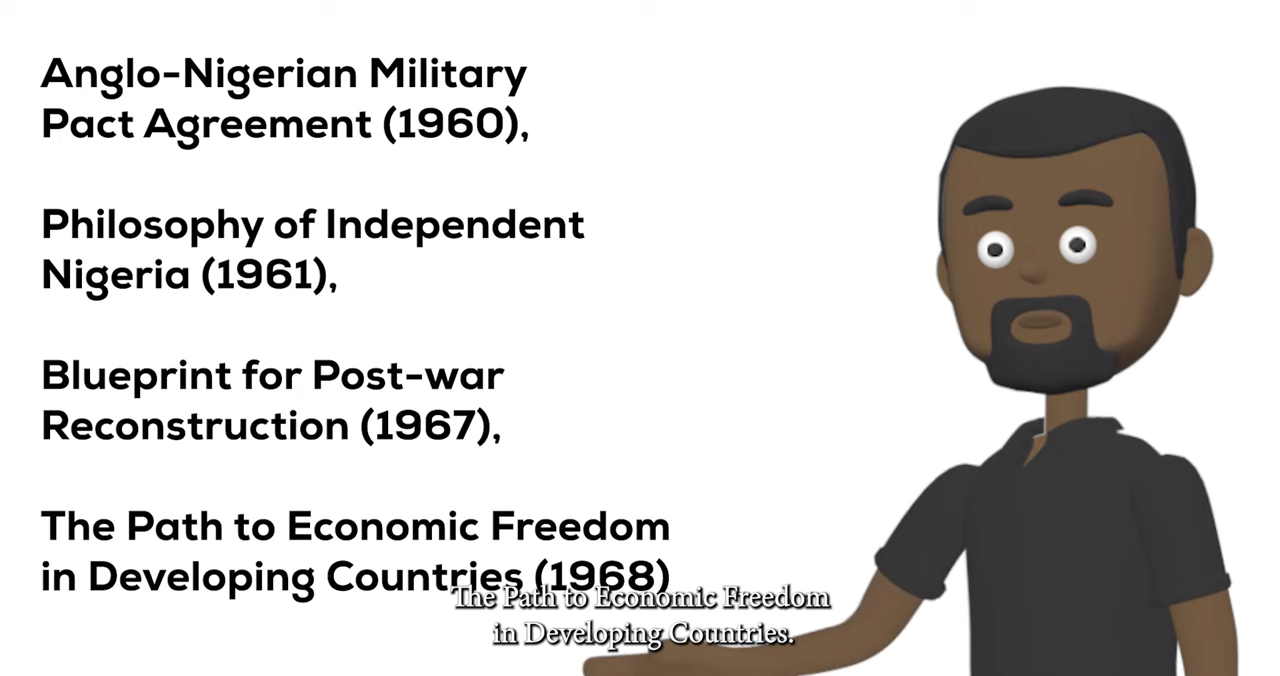 Anglo-Nigerian Military
Pact Agreement (1960),
Philosophy of Independent
Nigeria (1961),
Blueprint for Post-war
Reconstruction (1967),
The Path to Economic Freedom
in Developing Countries (1968)
The Path to Economic Freedom
in Developing Countries.